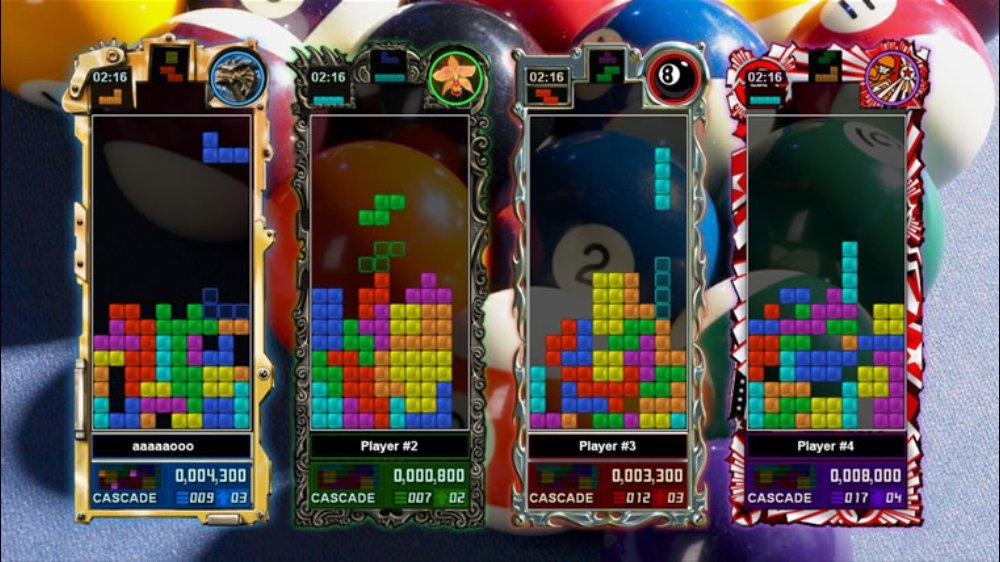 02:16
02:16
02:16
8
02:16
2
aaaaaooo
Player #2
Player #3
Player #4
0,004,300
CASCADE 009 03
0,000,800
CASCADE 007 02
0,003,300
CASCADE 012 03
0,008,000
CASCADE 017 04